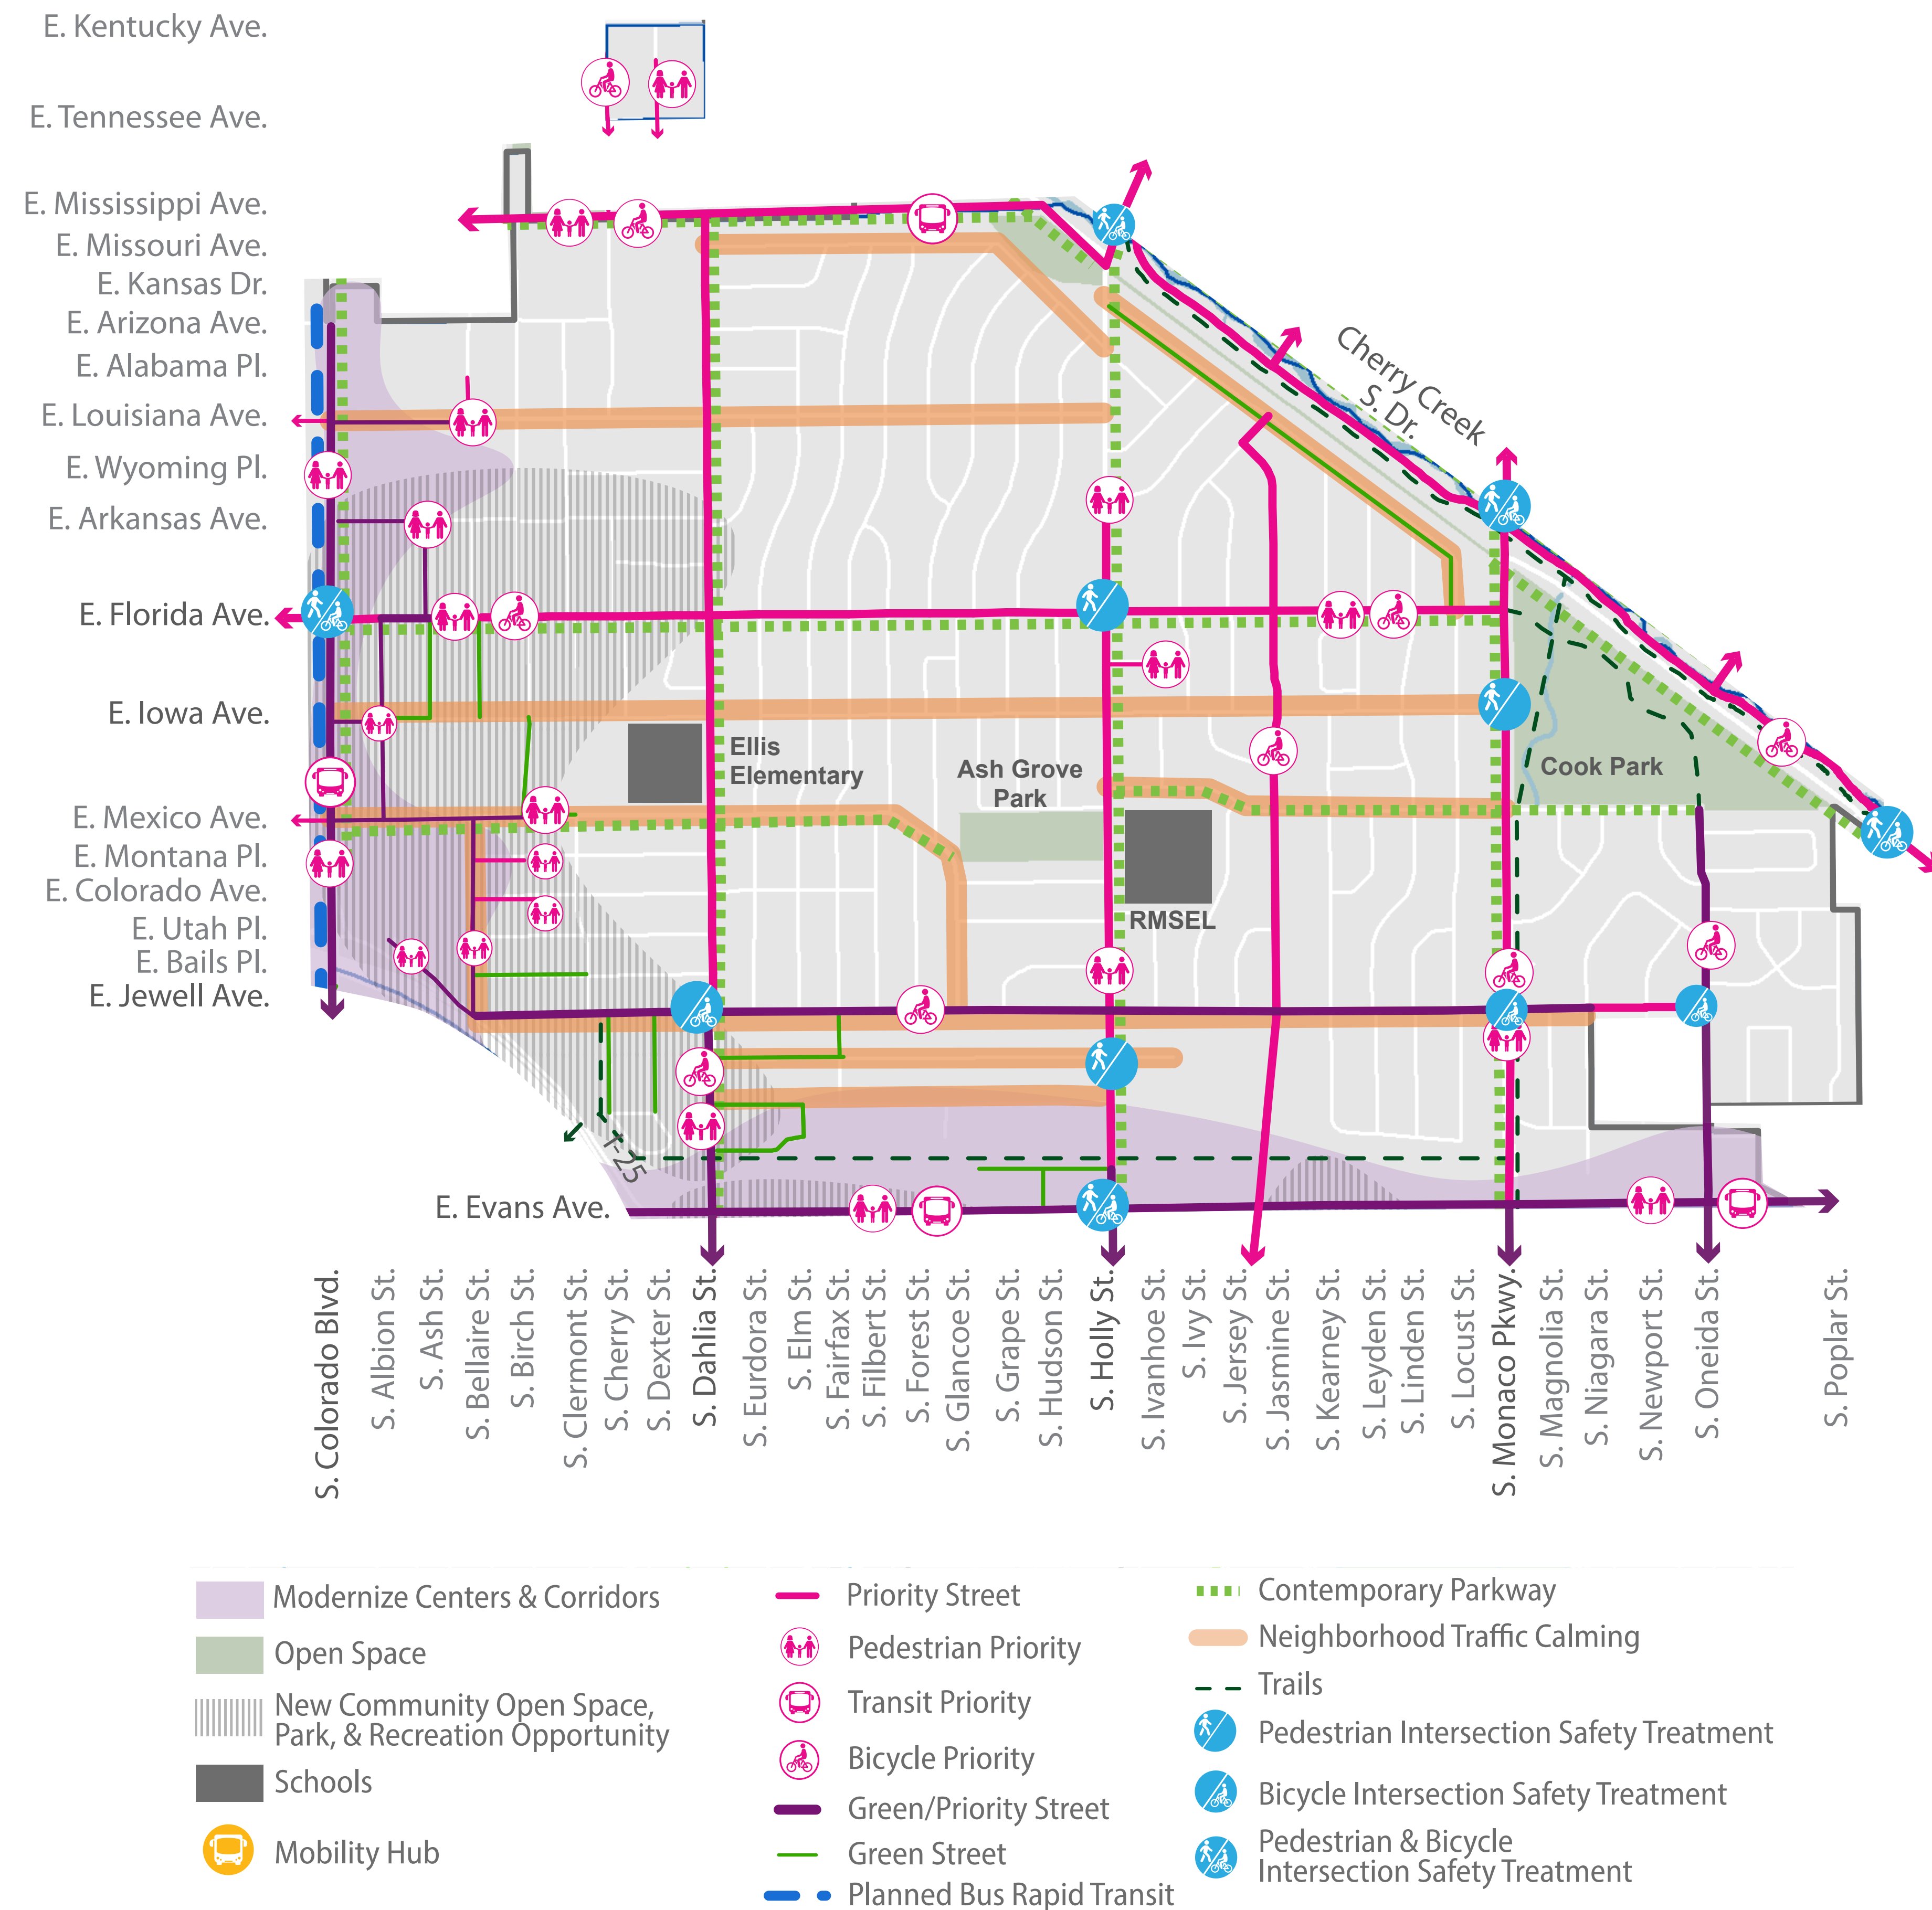 E. Kentucky Ave.
E. Tennessee Ave.
E. Mississippi Ave.
E. Missouri Ave.
E. Kansas Dr.
E. Arizona Ave.
E. Alabama Pl.
E. Louisiana Ave.
E. Wyoming Pl.
E. Arkansas Ave.
E. Florida Ave.
E. Iowa Ave.
E. Mexico Ave.
E. Montana Pl.
E. Colorado Ave.
E. Utah Pl.
E. Bails Pl.
E. Jewell Ave.
E. Evans Ave.
Cherry Creek
S. Dr.
Ellis
Elementary
Ash Grove
Park
RMSEL
Cook Park
I-25
S. Colorado Blvd.
S. Albion St.
S. Ash St.
S. Bellaire St.
S. Birch St.
S. Clermont St.
S. Cherry St.
S. Dexter St.
S. Dahlia St.
S. Eurdora St.
S. Elm St.
S. Fairfax St.
S. Filbert St.
S. Forest St.
S. Glancoe St.
S. Grape St.
S. Hudson St.
S. Holly St.
S. Ivanhoe St.
S. Ivy St.
S. Jersey St.
S. Jasmine St.
S. Kearney St.
S. Leyden St.
S. Linden St.
S. Locust St.
S. Monaco Pkwy.
S. Magnolia St.
S. Niagara St.
S. Newport St.
S. Oneida St.
S. Poplar St.
Modernize Centers & Corridors
Open Space
New Community Open Space,
Park, & Recreation Opportunity
Schools
Mobility Hub
Priority Street
Pedestrian Priority
Transit Priority
Bicycle Priority
Green/Priority Street
Green Street
Planned Bus Rapid Transit
Contemporary Parkway
Neighborhood Traffic Calming
Trails
Pedestrian Intersection Safety Treatment
Bicycle Intersection Safety Treatment
Pedestrian & Bicycle
Intersection Safety Treatment